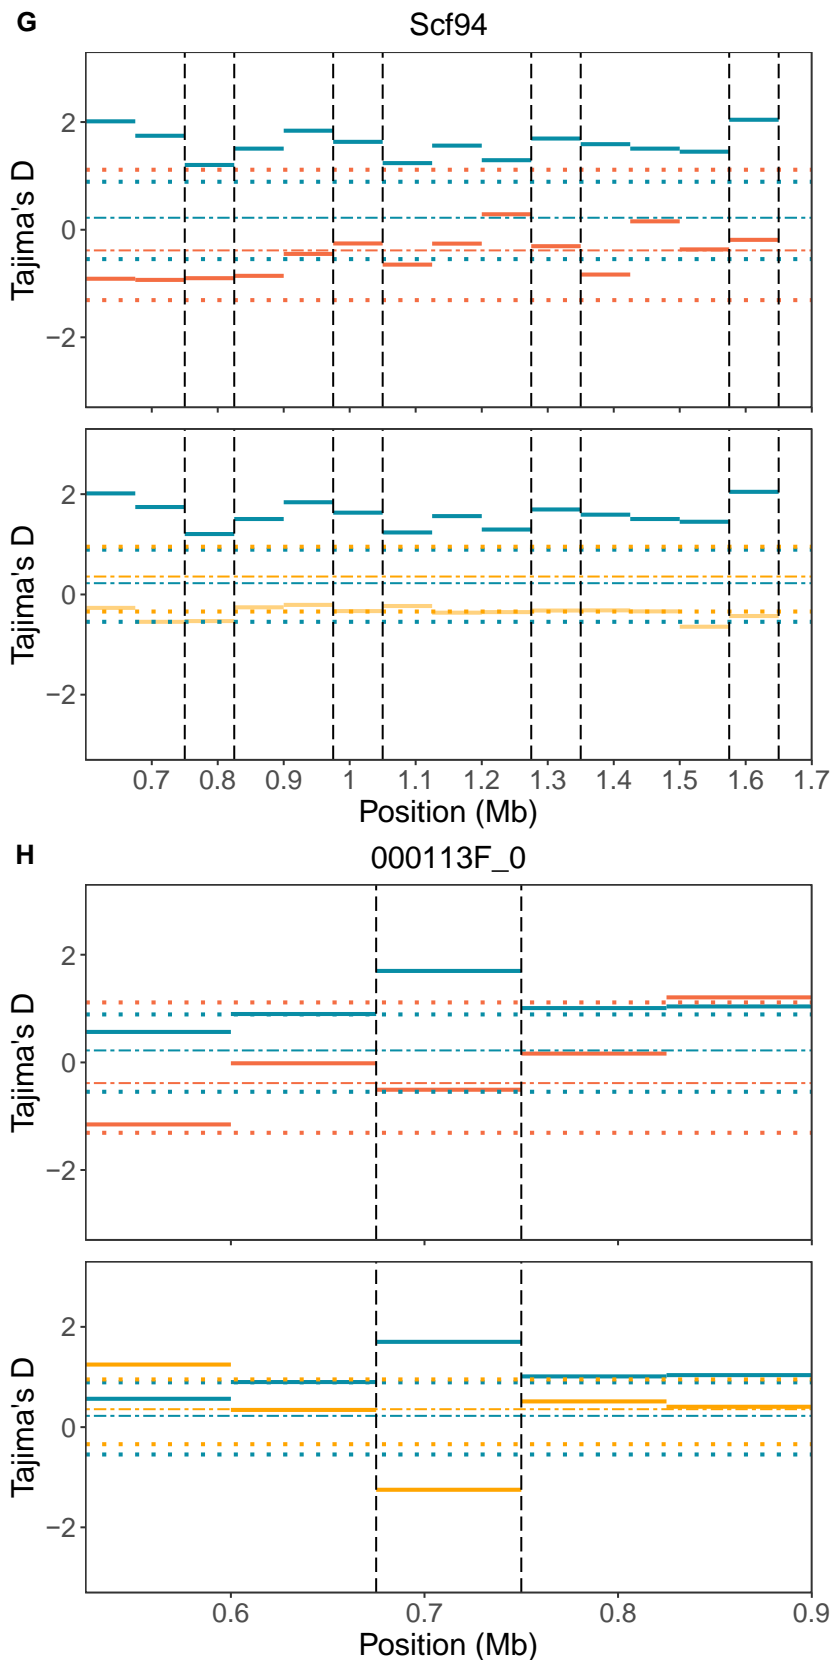 G
Scf94
Tajima's D
2
0
−2
Tajima's D
2
0
−2
0.7 0.8 0.9 1 1.1 1.2 1.3 1.4 1.5 1.6 1.7
Position (Mb)
H
000113F_0
Tajima's D
2
0
−2
Tajima's D
2
0
−2
0.6 0.7 0.8 0.9
Position (Mb)